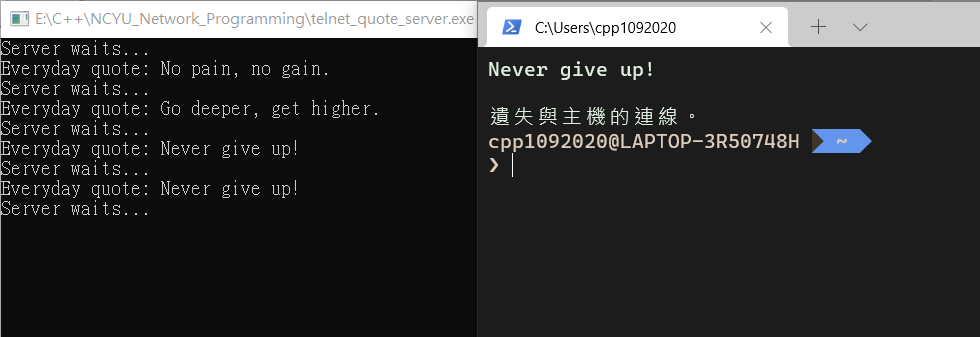 E:\C++\NCYU_Network_Programming\telnet_quote_server.exe
Server waits...
Everyday quote: No pain, no gain.
Server waits...
Everyday quote: Go deeper, get higher.
Server waits...
Everyday quote: Never give up!
Server waits...
Everyday quote: Never give up!
Server waits...
C:\Users\cpp1092020
Never give up!
遺失與主機的連線。
cpp1092020@LAPTOP-3R50748H ~
❯